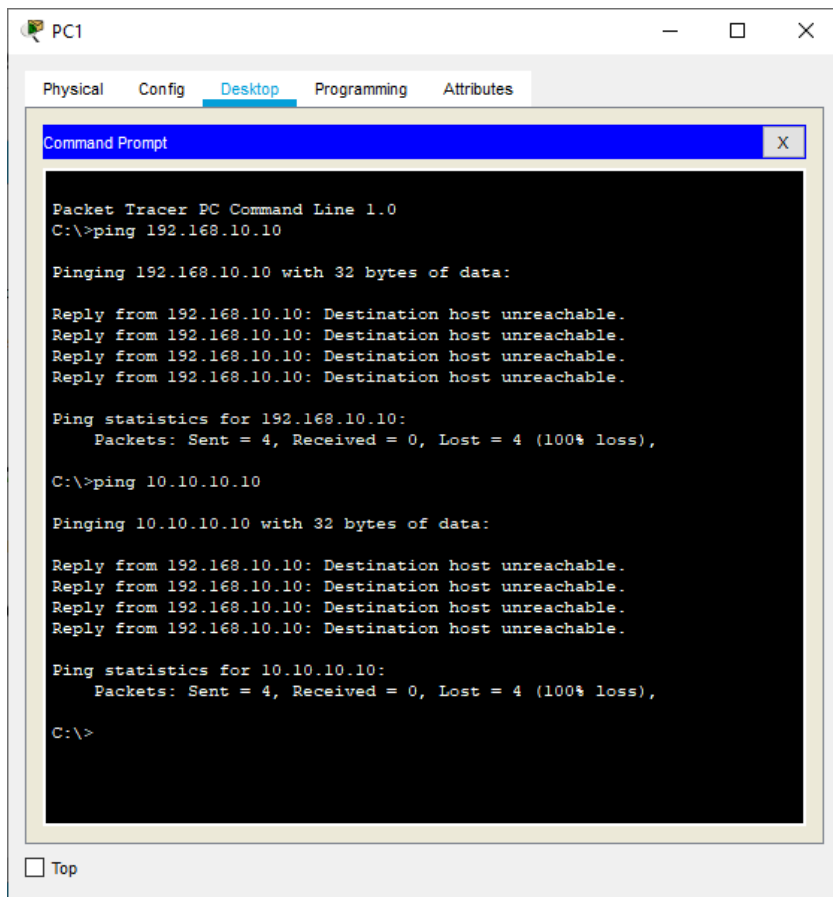 PC1
Physical Config Desktop Programming Attributes
Command Prompt
X
Packet Tracer PC Command Line 1.0
C:\>ping 192.168.10.10
Pinging 192.168.10.10 with 32 bytes of data:
Reply from 192.168.10.10: Destination host unreachable.
Reply from 192.168.10.10: Destination host unreachable.
Reply from 192.168.10.10: Destination host unreachable.
Reply from 192.168.10.10: Destination host unreachable.
Ping statistics for 192.168.10.10:
Packets: Sent = 4, Received = 0, Lost = 4 (100% loss),
C:\>ping 10.10.10.10
Pinging 10.10.10.10 with 32 bytes of data:
Reply from 192.168.10.10: Destination host unreachable.
Reply from 192.168.10.10: Destination host unreachable.
Reply from 192.168.10.10: Destination host unreachable.
Reply from 192.168.10.10: Destination host unreachable.
Ping statistics for 10.10.10.10:
Packets: Sent = 4, Received = 0, Lost = 4 (100% loss),
C:\>
Top